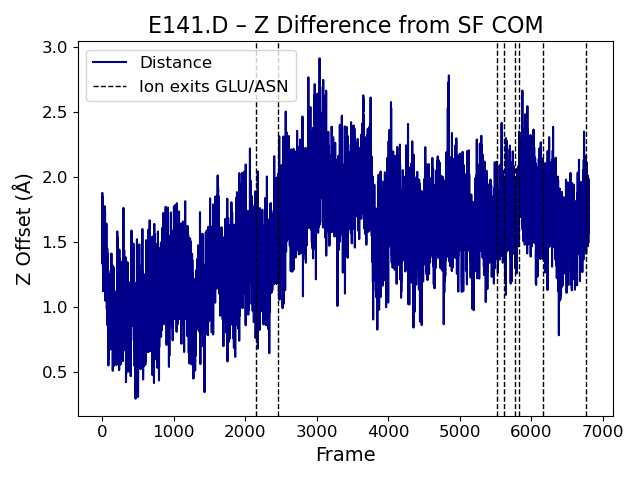 E141.D – Z Difference from SF COM
Distance
Ion exits GLU/ASN
Z Offset (Å)
3.0
2.5
2.0
1.5
1.0
0.5
0 1000 2000 3000 4000 5000 6000 7000
Frame